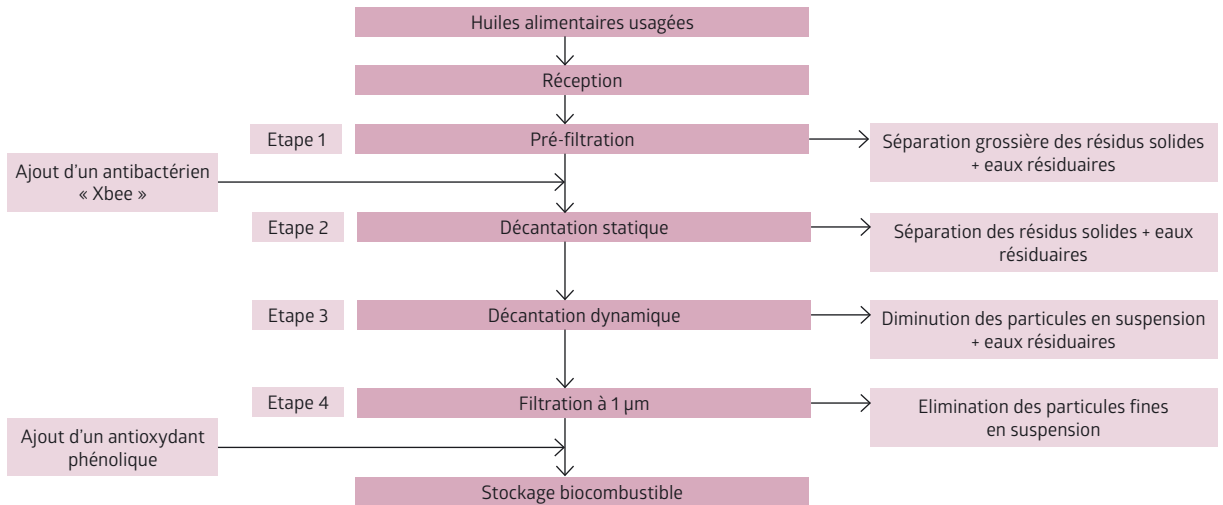 Huiles alimentaires usagées
Réception
Etape 1
Pré-filtration
Séparation grossière des résidus solides
+ eaux résiduaires
Ajout d'un antibactérien
« Xbee »
Etape 2
Décantation statique
Séparation des résidus solides + eaux
résiduaires
Etape 3
Décantation dynamique
Diminution des particules en suspension
+ eaux résiduaires
Etape 4
Filtration à 1 µm
Elimination des particules fines
en suspension
Ajout d'un antioxydant
phénolique
Stockage biocombustible